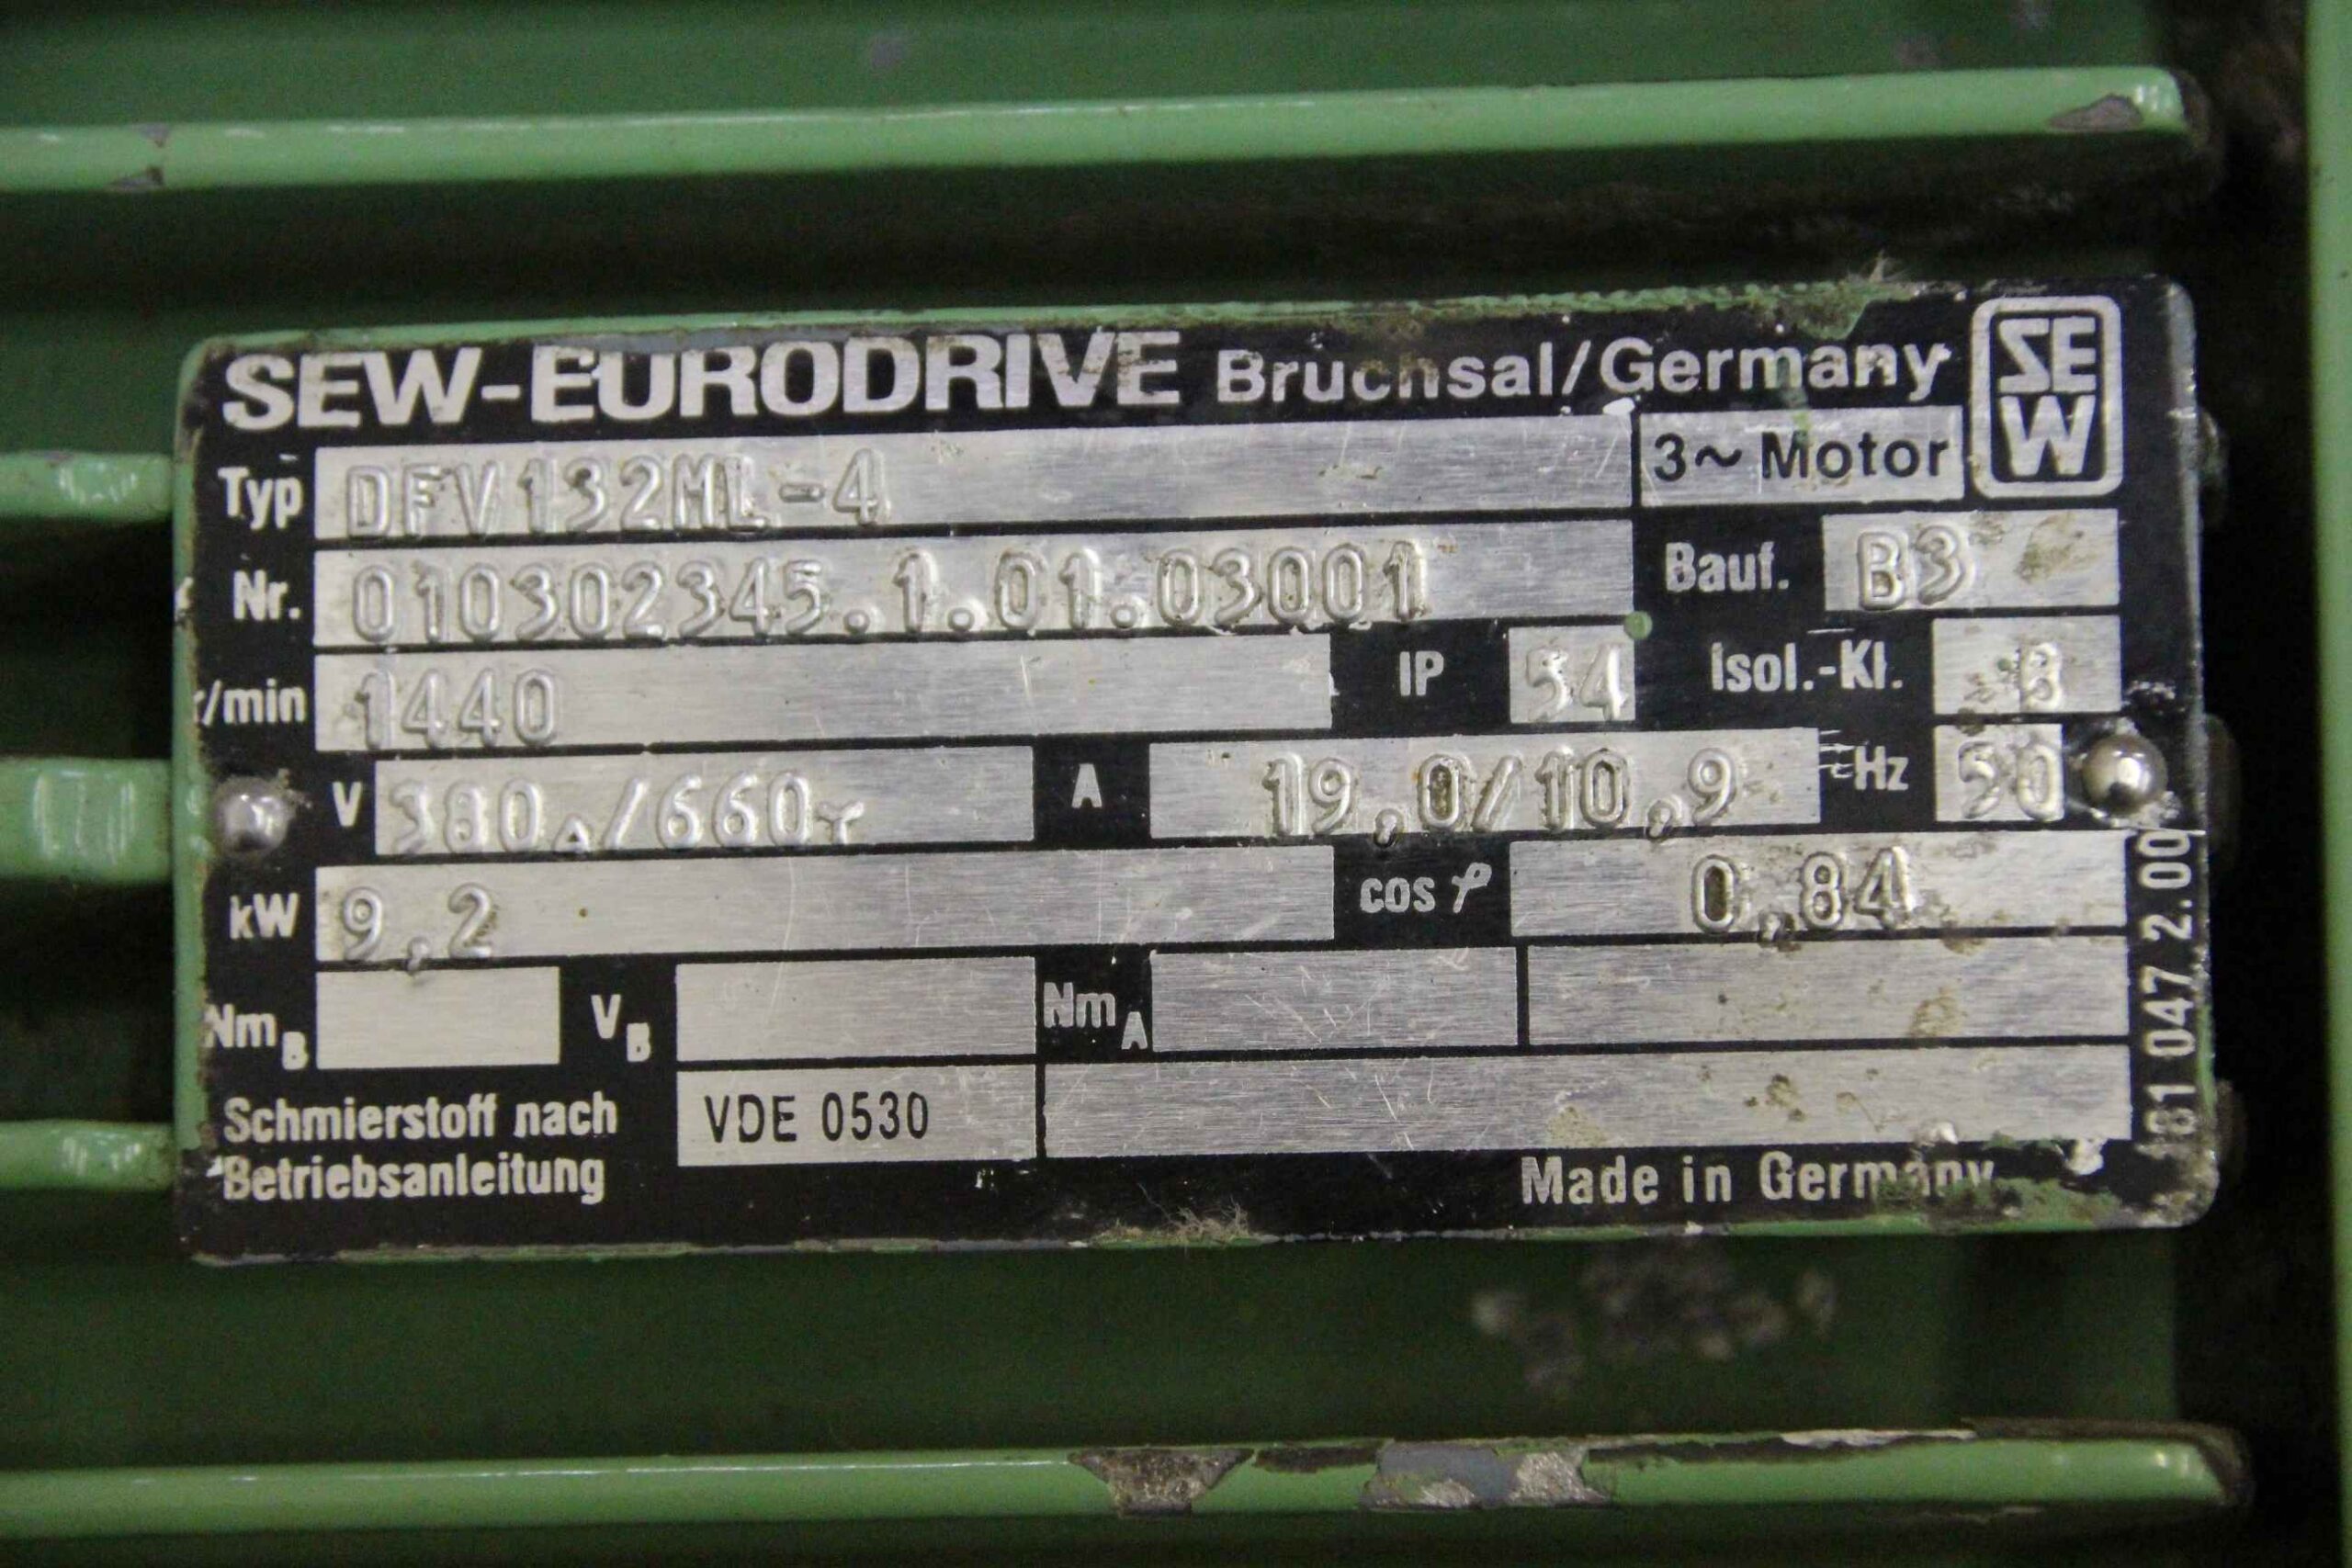 SEW-EURODRIVE Bruchsal/Germany
SEW
Typ DFV132ML-4 3~ Motor
Nr. 010302345.1.01.03001 Bauf. B3
r/min 1440 IP 54 Isol.-Kl. B
V 380△/660Y A 19,0/10,9 Hz 50
kW 9,2 cos φ 0,84
NmB VB NmA
Schmierstoff nach
Betriebsanleitung
VDE 0530
Made in Germany
181 047 2.00